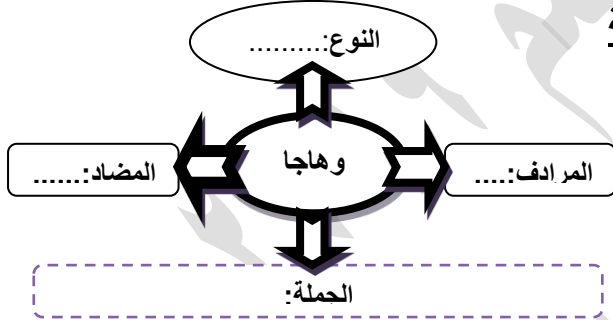 النوع:..........
المرادف:....
وهاجا
المضاد:......
الجملة: